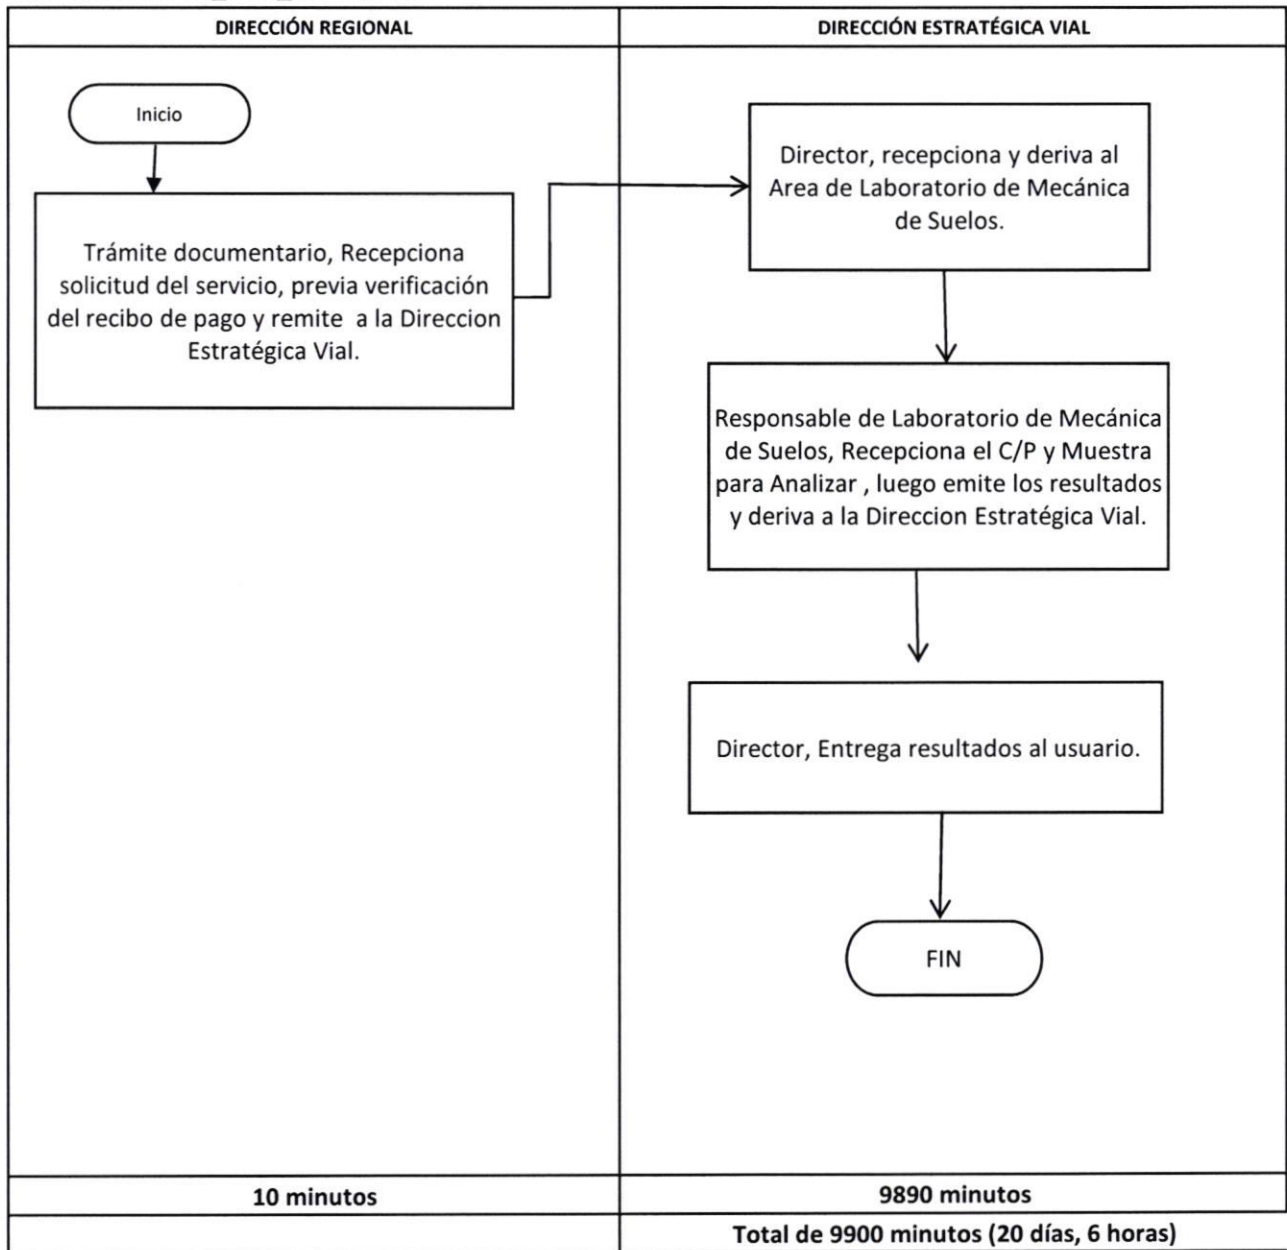 DIRECCIÓN REGIONAL
DIRECCIÓN ESTRATÉGICA VIAL
Inicio
Trámite documentario, Recepciona
solicitud del servicio, previa verificación
del recibo de pago y remite a la Direccion
Estratégica Vial.
Director, recepciona y deriva al
Area de Laboratorio de Mecánica
de Suelos.
Responsable de Laboratorio de Mecánica
de Suelos, Recepciona el C/P y Muestra
para Analizar , luego emite los resultados
y deriva a la Direccion Estratégica Vial.
Director, Entrega resultados al usuario.
FIN
10 minutos
9890 minutos
Total de 9900 minutos (20 días, 6 horas)